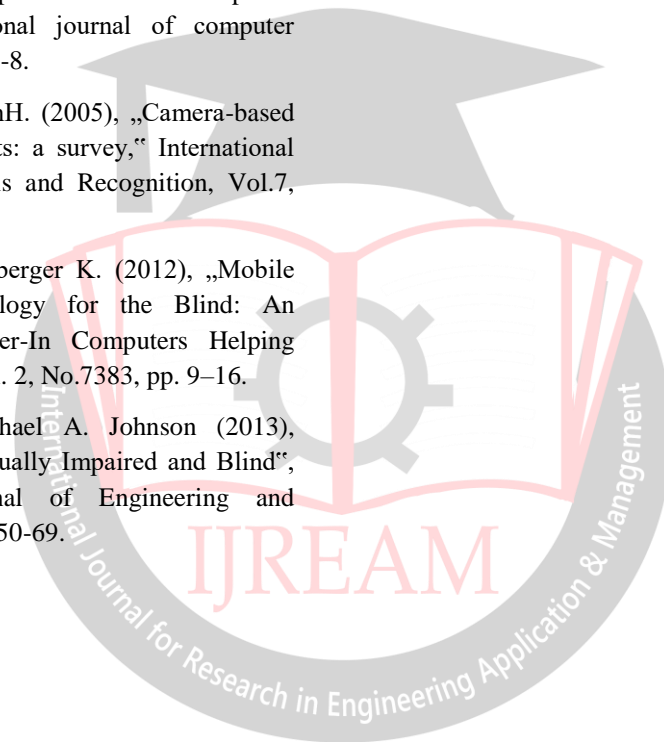 onal journal of computer
-8.
nH. (2005), „Camera-based
ts: a survey,‟ International
is and Recognition, Vol.7,
berger K. (2012), „Mobile
logy for the Blind: An
er-In Computers Helping
. 2, No.7383, pp. 9–16.
hael A. Johnson (2013),
ually Impaired and Blind‟,
nal of Engineering and
50-69.
IJREAM
International Journal for Research in Engineering Application & Management